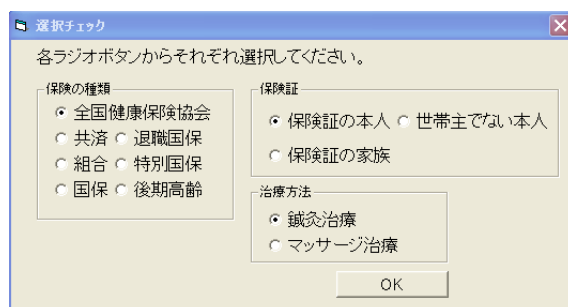 選択チェック
各ラジオボタンからそれぞれ選択してください。
保険の種類
全国健康保険協会
共済 退職国保
組合 特別国保
国保 後期高齢
保険証
保険証の本人 世帯主でない本人
保険証の家族
治療方法
鍼灸治療
マッサージ治療
OK